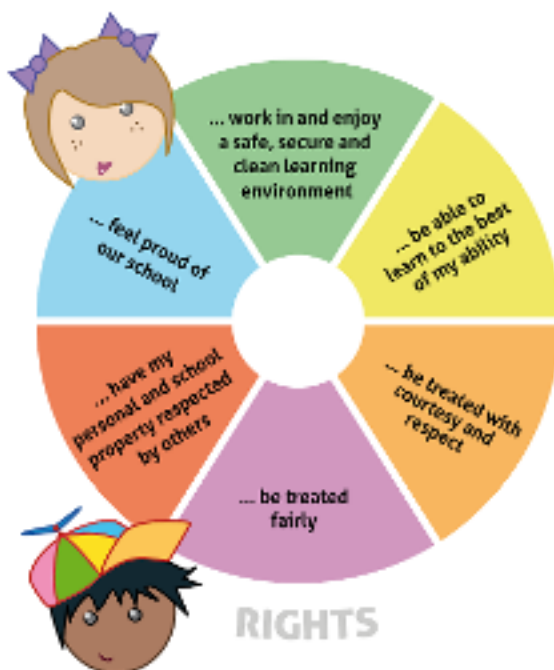 ... work in and enjoy
a safe, secure and
clean learning
environment
... be able to
learn to the best
of my ability
... be treated with
courtesy and
respect
... be treated
fairly
... have my
personal and school
property respected
by others
... feel proud of
our school
RIGHTS